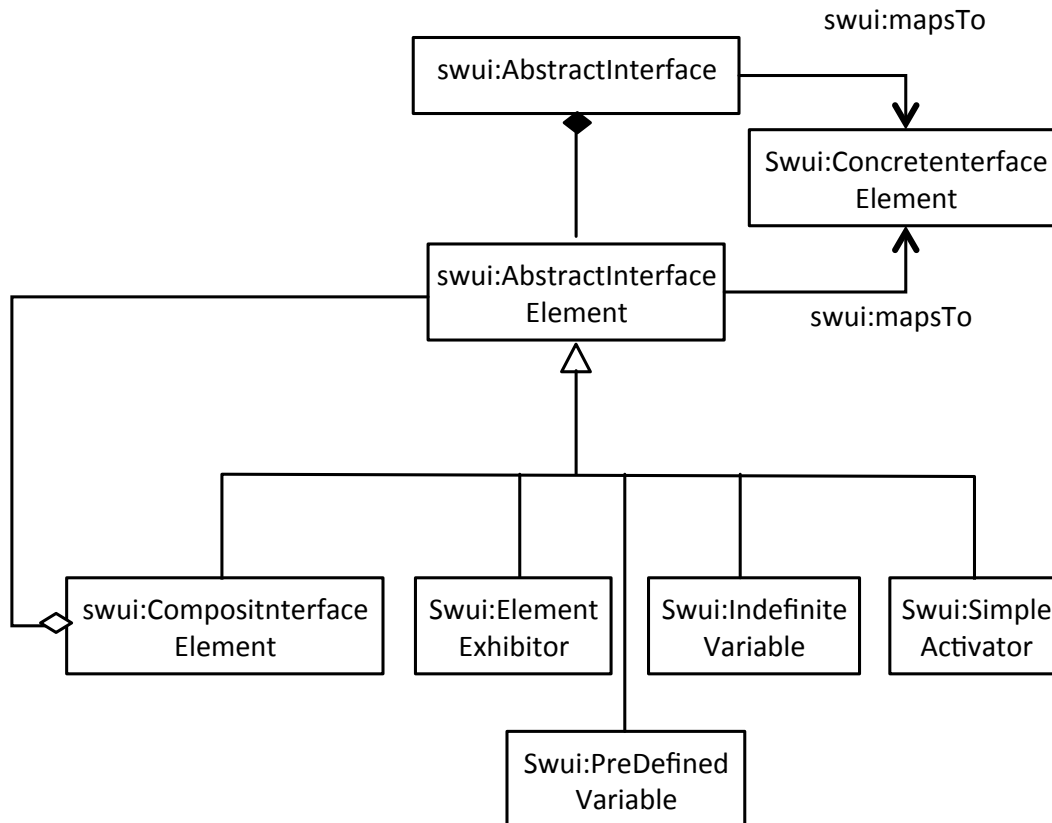 swui:mapsTo
swui:AbstractInterface
Swui:Concretenterface
Element
swui:AbstractInterface
Element
swui:mapsTo
swui:Compositnterface
Element
Swui:Element
Exhibitor
Swui:Indefinite
Variable
Swui:Simple
Activator
Swui:PreDefined
Variable